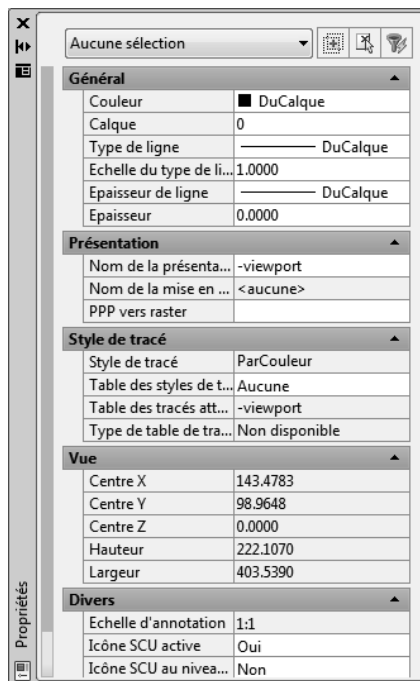 Aucune sélection
Général
Couleur DuCalque
Calque 0
Type de ligne DuCalque
Echelle du type de li... 1.0000
Epaisseur de ligne DuCalque
Epaisseur 0.0000
Présentation
Nom de la présenta... -viewport
Nom de la mise en ... <aucune>
PPP vers raster
Style de tracé
Style de tracé ParCouleur
Table des styles de t... Aucune
Table des tracés att... -viewport
Type de table de tra... Non disponible
Vue
Centre X 143.4783
Centre Y 98.9648
Centre Z 0.0000
Hauteur 222.1070
Largeur 403.5390
Divers
Echelle d'annotation 1:1
Icône SCU active Oui
Icône SCU au nivea... Non
Propriétés